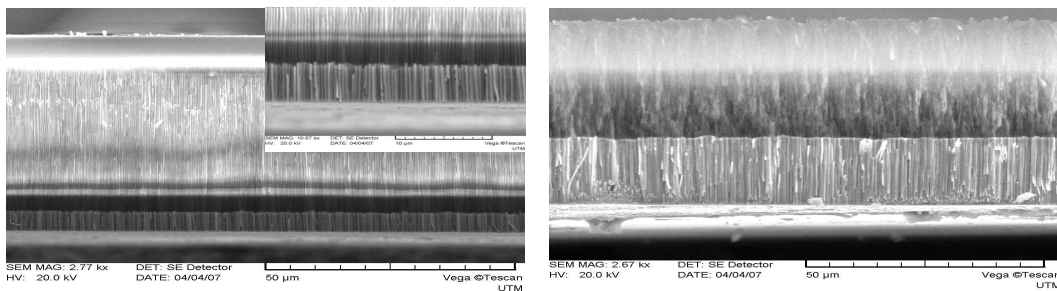 SEM MAG: 10.67 kx DET: SE Detector
HV: 20.0 kV DATE: 04/04/07 10 µm Vega ©Tescan
UTM
SEM MAG: 2.77 kx DET: SE Detector
HV: 20.0 kV DATE: 04/04/07 50 µm Vega ©Tescan
UTM
SEM MAG: 2.67 kx DET: SE Detector
HV: 20.0 kV DATE: 04/04/07 50 µm Vega ©Tescan
UTM